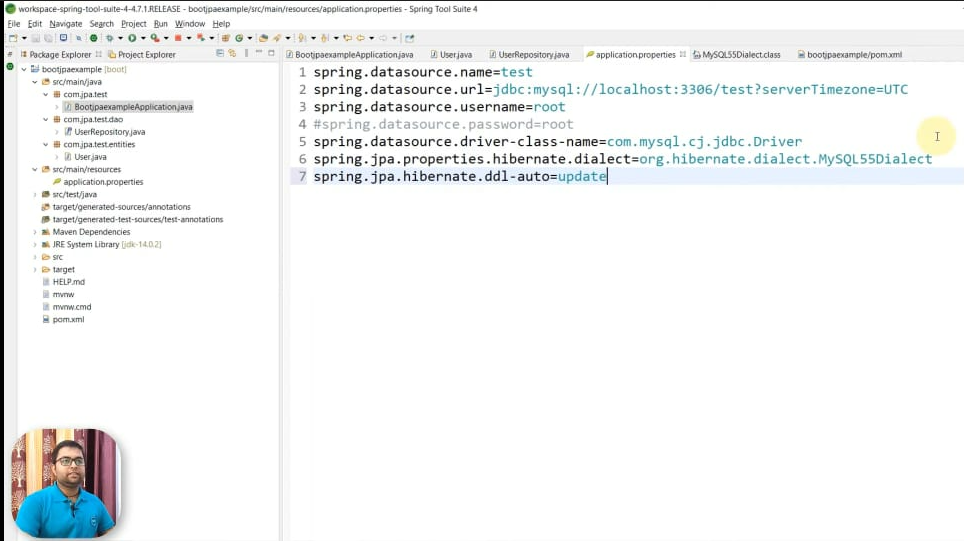 workspace-spring-tool-suite-4-4.7.1.RELEASE - bootjpaexample/src/main/resources/application.properties - Spring Tool Suite 4
File Edit Navigate Search Project Run Window Help
Package Explorer Project Explorer
BootjpaexampleApplication.java User.java UserRepository.java application.properties MySQL55Dialect.class bootjpaexample/pom.xml
bootjpaexample [boot]
src/main/java
com.jpa.test
BootjpaexampleApplication.java
com.jpa.test.dao
UserRepository.java
com.jpa.test.entities
User.java
src/main/resources
application.properties
src/test/java
target/generated-sources/annotations
target/generated-test-sources/test-annotations
Maven Dependencies
JRE System Library [jdk-14.0.2]
src
target
HELP.md
mvnw
mvnw.cmd
pom.xml
1 spring.datasource.name=test
2 spring.datasource.url=jdbc:mysql://localhost:3306/test?serverTimezone=UTC
3 spring.datasource.username=root
4 #spring.datasource.password=root
5 spring.datasource.driver-class-name=com.mysql.cj.jdbc.Driver
6 spring.jpa.properties.hibernate.dialect=org.hibernate.dialect.MySQL55Dialect
7 spring.jpa.hibernate.ddl-auto=update